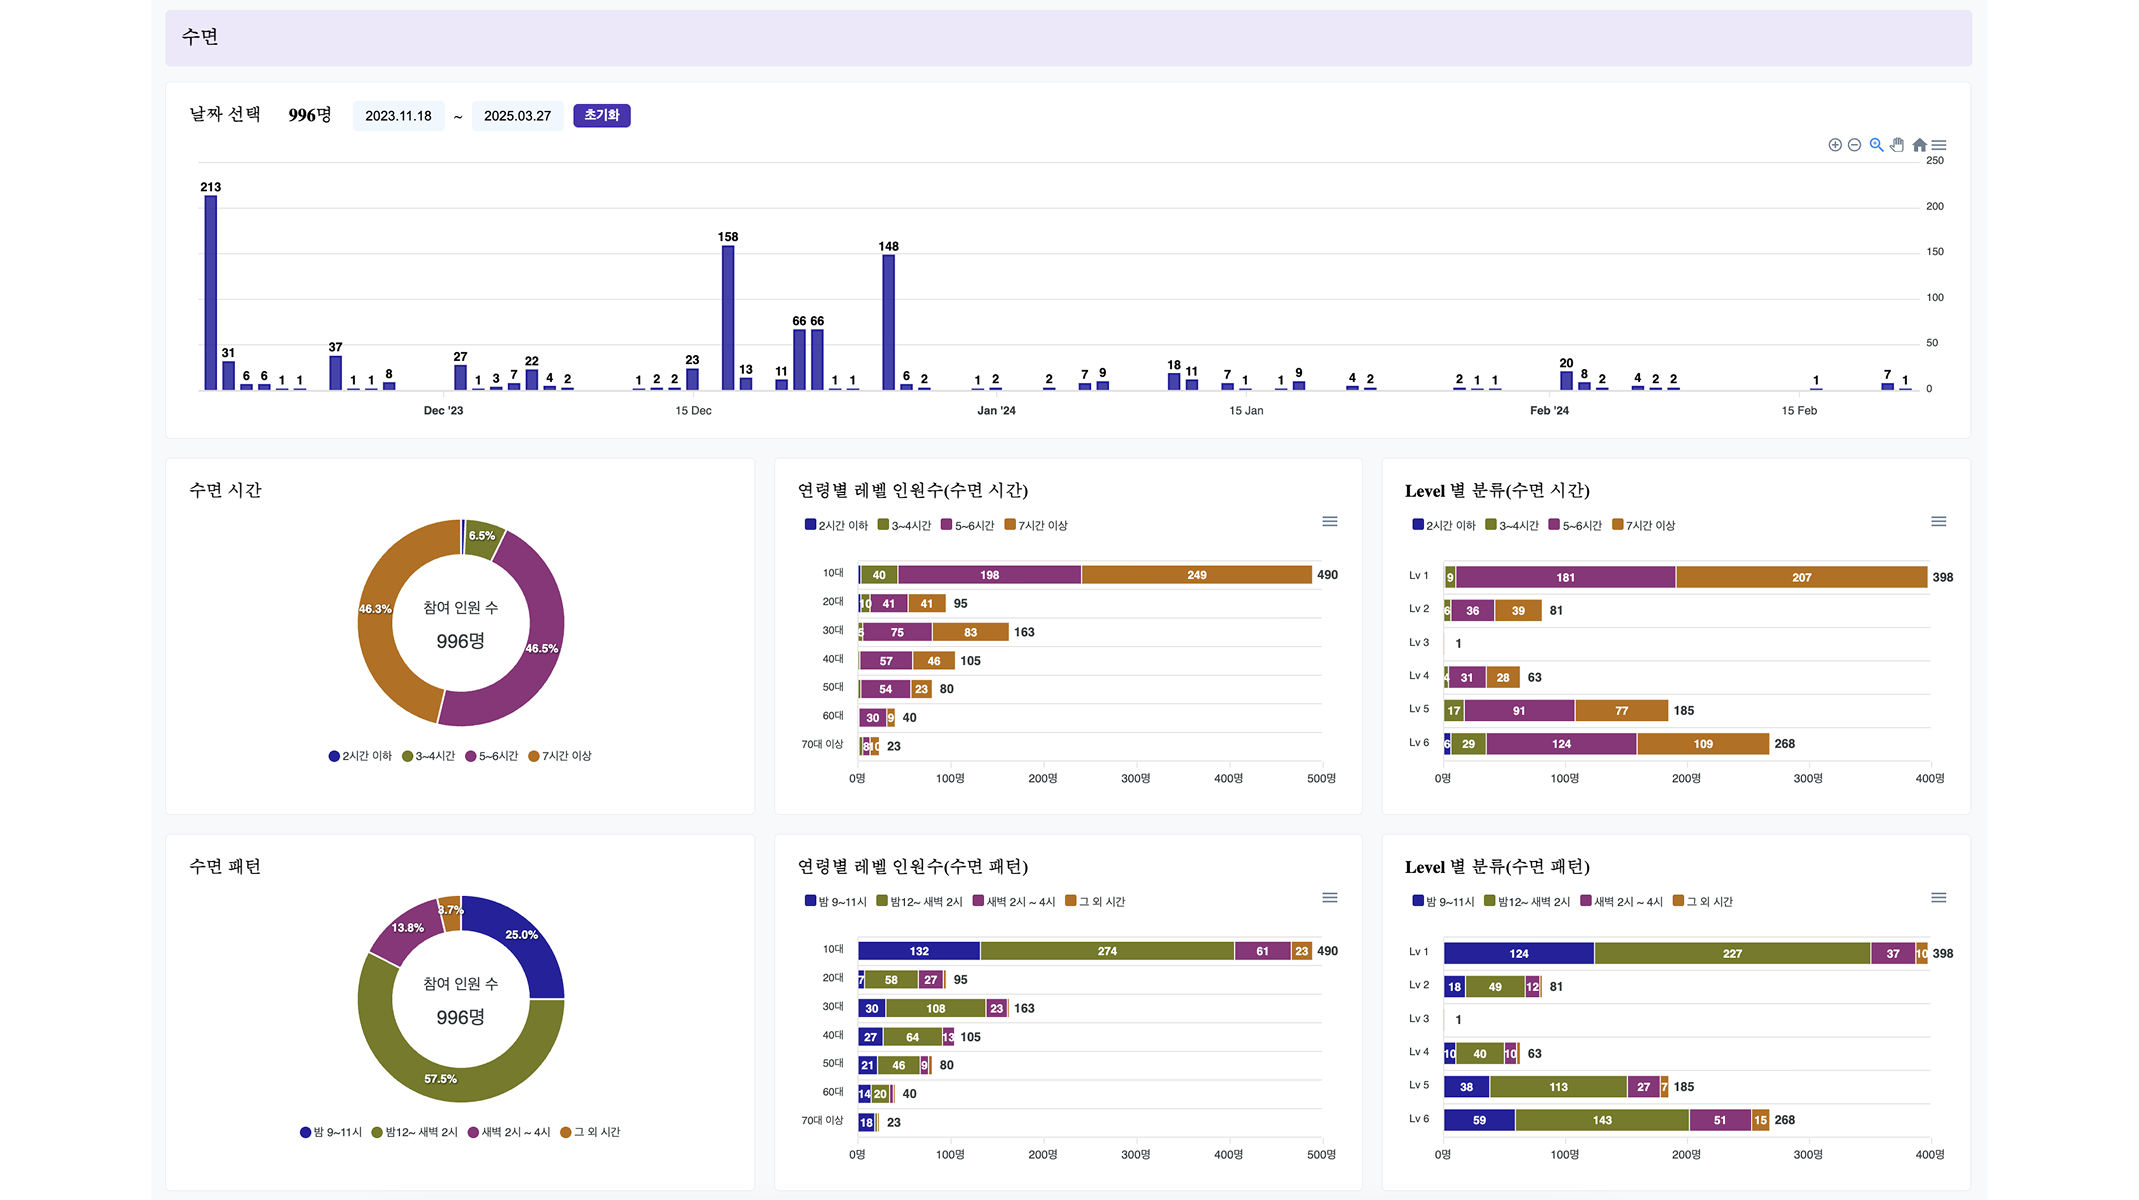 수면
날짜 선택 996명 2023.11.18 ~ 2025.03.27 초기화
250
200
150
100
50
0
213 31 6 6 1 1 37 1 1 8 27 1 3 7 22 4 2 1 2 2 23 158 13 11 66 66 1 1 148 6 2 1 2 2 7 9 18 11 7 1 1 9 4 2 2 1 1 20 8 2 4 2 2 1 7 1
Dec '23 15 Dec Jan '24 15 Jan Feb '24 15 Feb
수면 시간
6.5%
46.3%
46.5%
참여 인원 수
996명
2시간 이하 3~4시간 5~6시간 7시간 이상
연령별 레벨 인원수(수면 시간)
2시간 이하 3~4시간 5~6시간 7시간 이상
10대 40 198 249 490
20대 10 41 41 95
30대 5 75 83 163
40대 57 46 105
50대 54 23 80
60대 30 9 40
70대 이상 8 10 23
0명 100명 200명 300명 400명 500명
Level 별 분류(수면 시간)
2시간 이하 3~4시간 5~6시간 7시간 이상
Lv 1 9 181 207 398
Lv 2 6 36 39 81
Lv 3 1
Lv 4 4 31 28 63
Lv 5 17 91 77 185
Lv 6 6 29 124 109 268
0명 100명 200명 300명 400명
수면 패턴
3.7%
13.8%
25.0%
57.5%
참여 인원 수
996명
밤 9~11시 밤12~ 새벽 2시 새벽 2시 ~ 4시 그 외 시간
연령별 레벨 인원수(수면 패턴)
밤 9~11시 밤12~ 새벽 2시 새벽 2시 ~ 4시 그 외 시간
10대 132 274 61 23 490
20대 7 58 27 95
30대 30 108 23 163
40대 27 64 13 105
50대 21 46 9 80
60대 14 20 40
70대 이상 18 23
0명 100명 200명 300명 400명 500명
Level 별 분류(수면 패턴)
밤 9~11시 밤12~ 새벽 2시 새벽 2시 ~ 4시 그 외 시간
Lv 1 124 227 37 10 398
Lv 2 18 49 12 81
Lv 3 1
Lv 4 10 40 10 63
Lv 5 38 113 27 7 185
Lv 6 59 143 51 15 268
0명 100명 200명 300명 400명